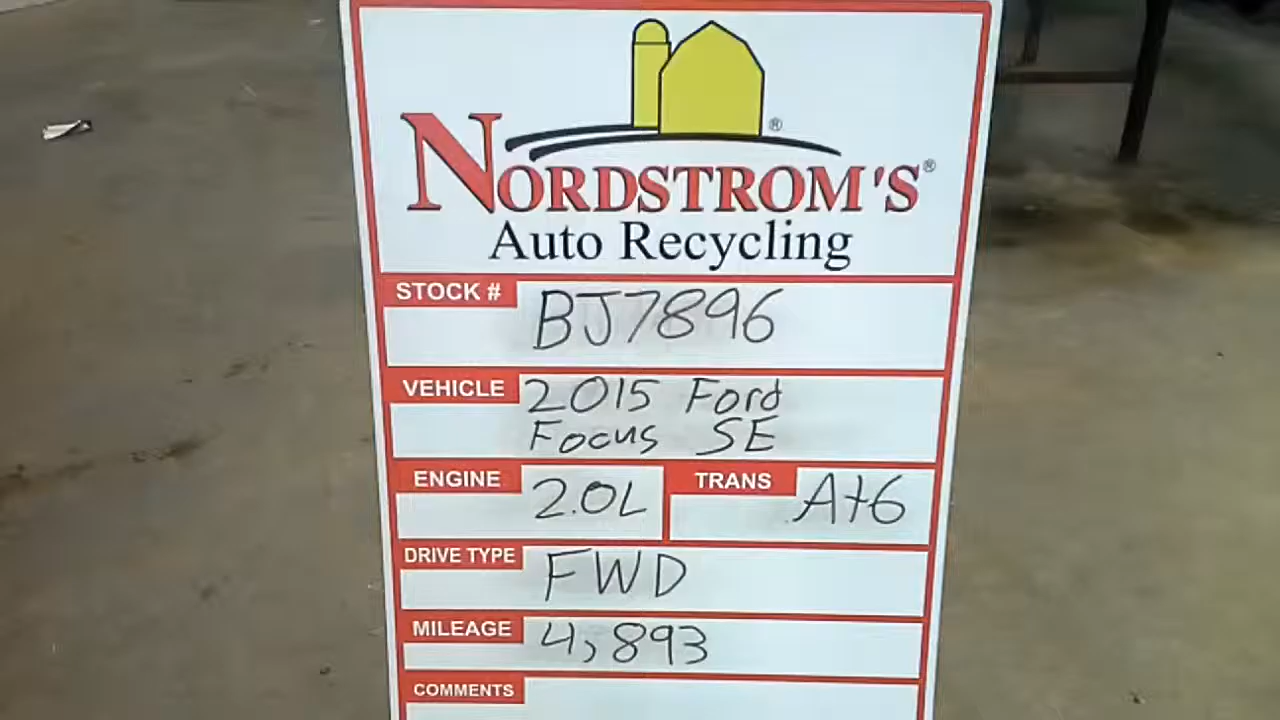 NORDSTROM'S®
Auto Recycling
STOCK # BJ7896
VEHICLE 2015 Ford
Focus SE
ENGINE 2.0L TRANS At6
DRIVE TYPE FWD
MILEAGE 4,893
COMMENTS